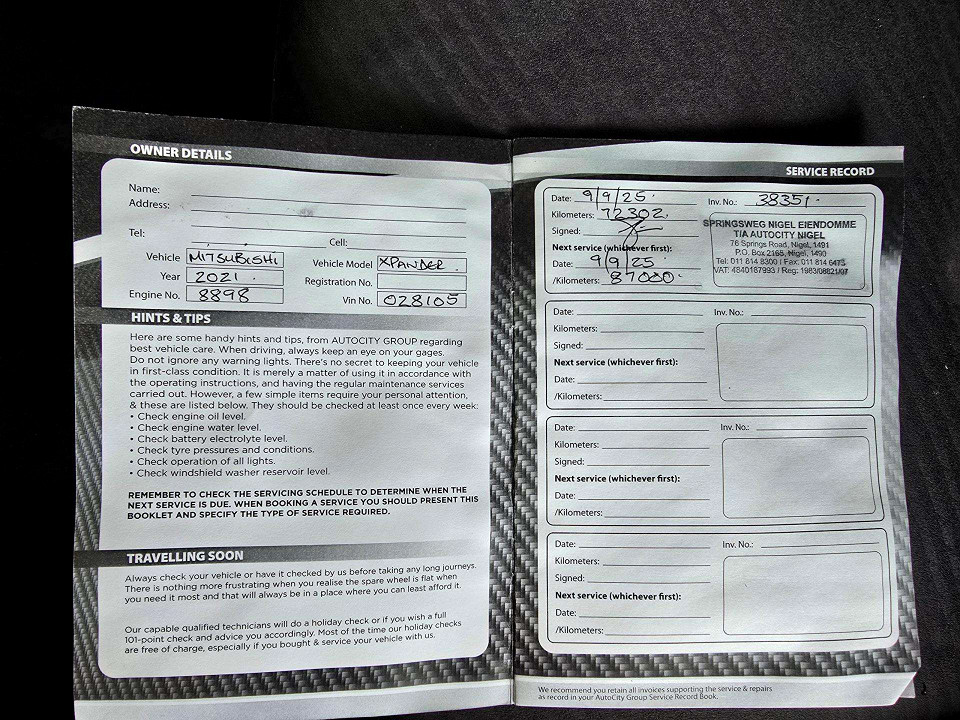 OWNER DETAILS
Name:
Address:
Tel:
Cell:
Vehicle MITSUBISHI
Vehicle Model XPANDER.
Year 2021.
Registration No.
Engine No. 8898
Vin No. 028105
HINTS & TIPS
Here are some handy hints and tips, from AUTOCITY GROUP regarding
best vehicle care. When driving, always keep an eye on your gages.
Do not ignore any warning lights. There's no secret to keeping your vehicle
in first-class condition. It is merely a matter of using it in accordance with
the operating instructions, and having the regular maintenance services
carried out. However, a few simple items require your personal attention,
& these are listed below. They should be checked at least once every week:
• Check engine oil level.
• Check engine water level.
• Check battery electrolyte level.
• Check tyre pressures and conditions.
• Check operation of all lights.
• Check windshield washer reservoir level.
REMEMBER TO CHECK THE SERVICING SCHEDULE TO DETERMINE WHEN THE
NEXT SERVICE IS DUE. WHEN BOOKING A SERVICE YOU SHOULD PRESENT THIS
BOOKLET AND SPECIFY THE TYPE OF SERVICE REQUIRED.
TRAVELLING SOON
Always check your vehicle or have it checked by us before taking any long journeys.
There is nothing more frustrating when you realise the spare wheel is flat when
you need it most and that will always be in a place where you can least afford it.
Our capable qualified technicians will do a holiday check or if you wish a full
101-point check and advice you accordingly. Most of the time our holiday checks
are free of charge, especially if you bought & service your vehicle with us.
SERVICE RECORD
Date: 9/9/25.
Inv. No.: 38351.
Kilometers: 72302.
Signed:
Next service (whichever first):
Date: 9/9/25
/Kilometers: 87000.
SPRINGSWEG NIGEL EIENDOMME
T/A AUTOCITY NIGEL
76 Springs Road, Nigel, 1491
P.O. Box 2165, Nigel, 1490
Tel: 011 814 8300 / Fax: 011 814 6473
VAT: 4840187993 / Reg: 1983/08821/07
Date:
Inv. No.:
Kilometers:
Signed:
Next service (whichever first):
Date:
/Kilometers:
Date:
Inv. No.:
Kilometers:
Signed:
Next service (whichever first):
Date:
/Kilometers:
Date:
Inv. No.:
Kilometers:
Signed:
Next service (whichever first):
Date:
/Kilometers:
We recommend you retain all invoices supporting the service & repairs
as record in your AutoCity Group Service Record Book.